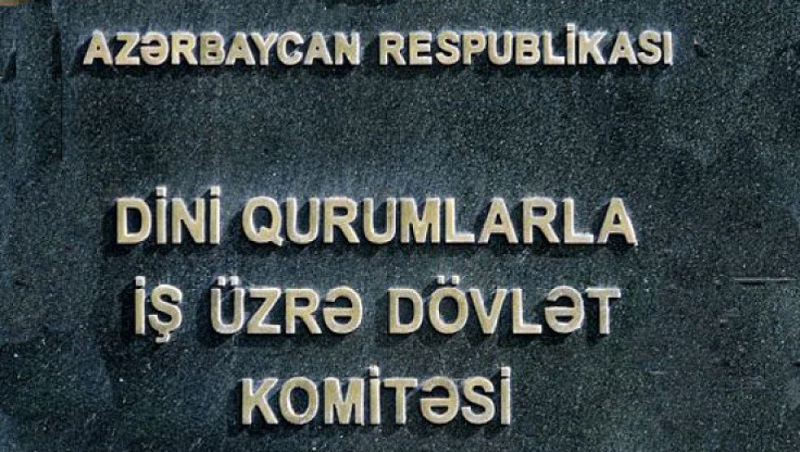 AZƏRBAYCAN RESPUBLİKASI
DİNİ QURUMLARLA
İŞ ÜZRƏ DÖVLƏT
KOMİTƏSİ